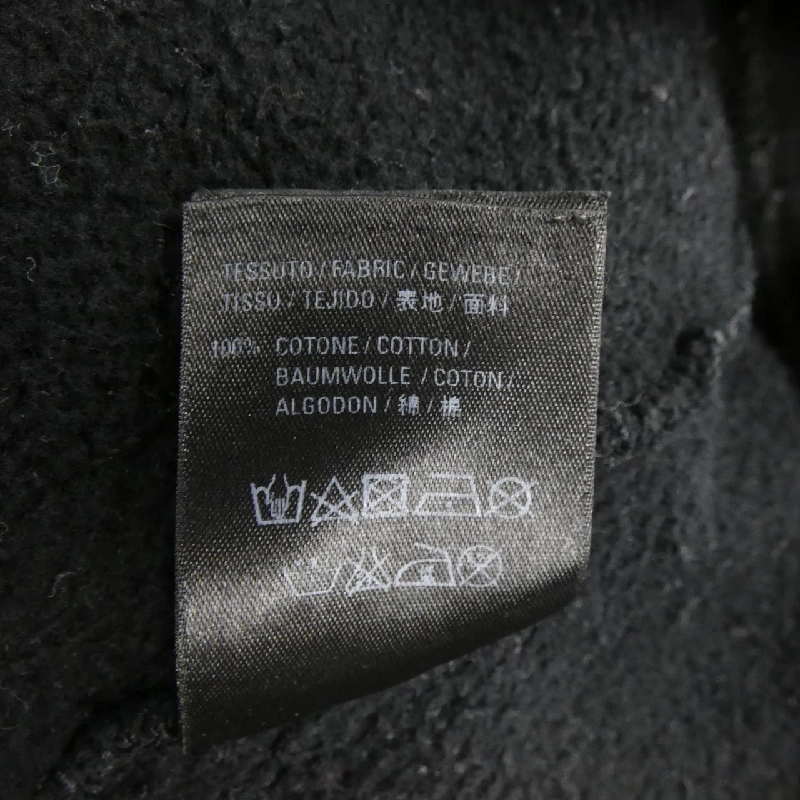 TESSUTO / FABRIC / GEWEBE /
TISSU / TEJIDO / 表地 / 面料
100% COTONE / COTTON /
BAUMWOLLE / COTON /
ALGODON / 綿 / 棉